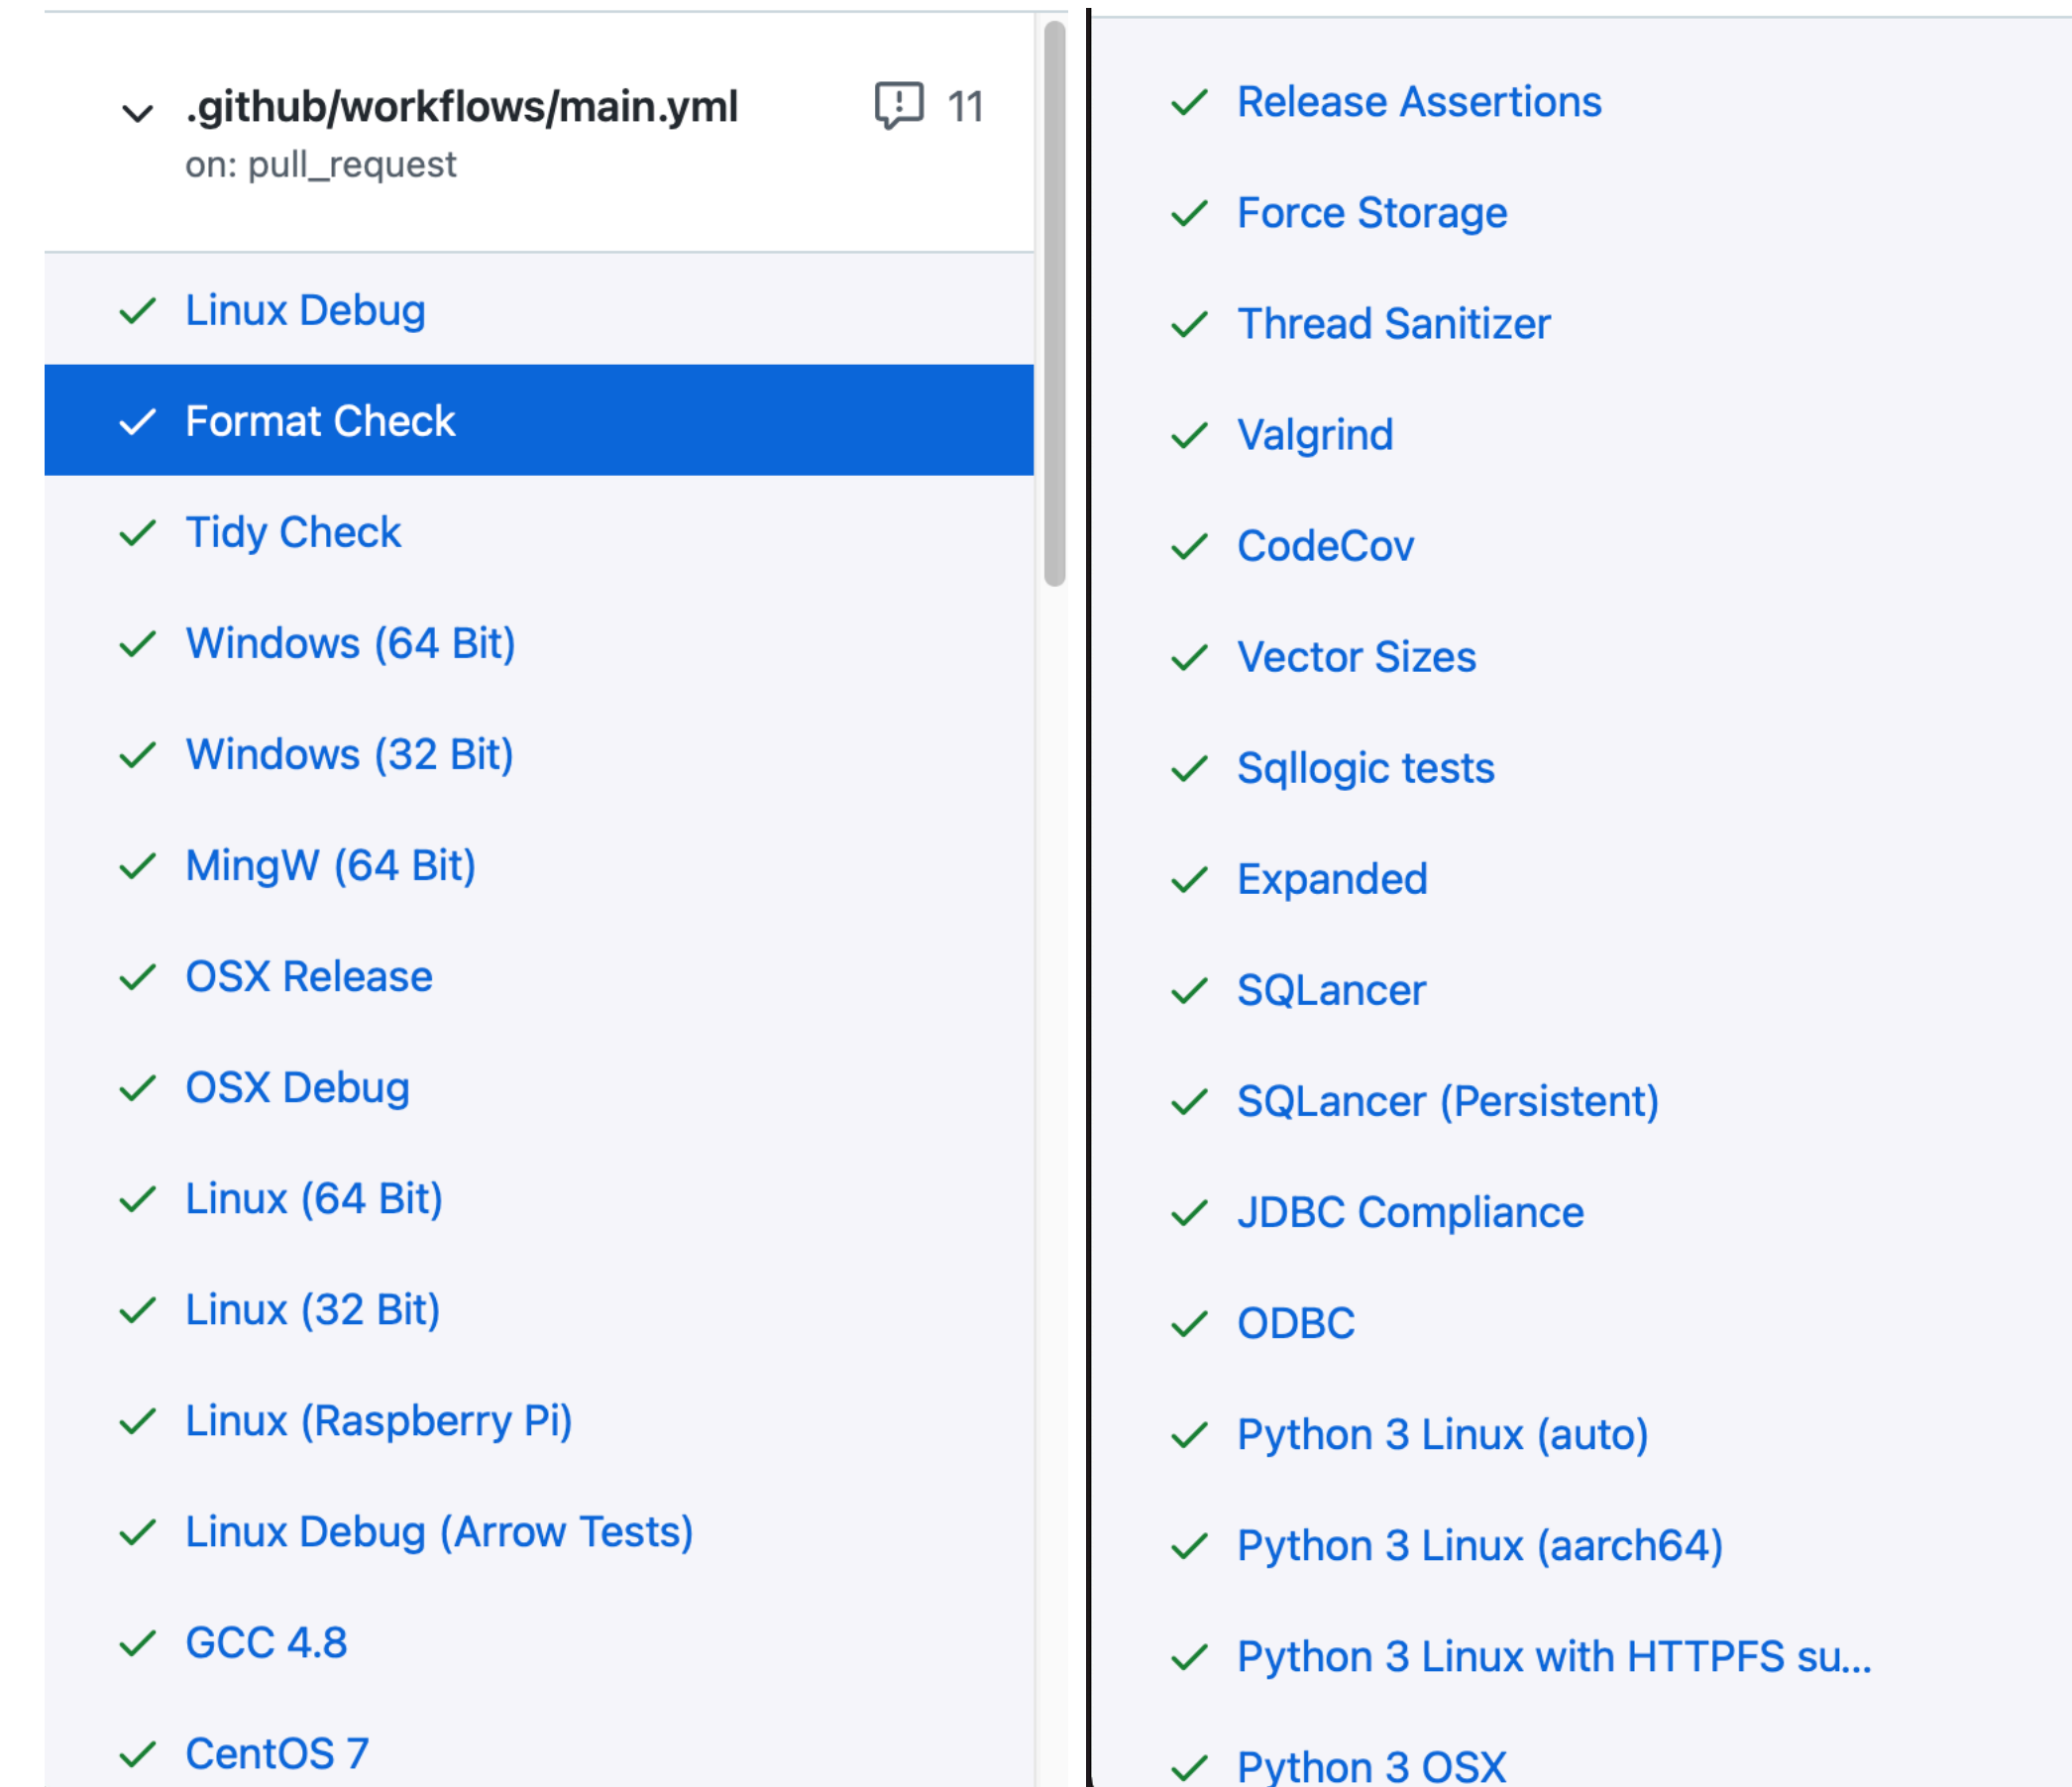 .github/workflows/main.yml
11
on: pull_request
Linux Debug
Format Check
Tidy Check
Windows (64 Bit)
Windows (32 Bit)
MingW (64 Bit)
OSX Release
OSX Debug
Linux (64 Bit)
Linux (32 Bit)
Linux (Raspberry Pi)
Linux Debug (Arrow Tests)
GCC 4.8
CentOS 7
Release Assertions
Force Storage
Thread Sanitizer
Valgrind
CodeCov
Vector Sizes
Sqllogic tests
Expanded
SQLancer
SQLancer (Persistent)
JDBC Compliance
ODBC
Python 3 Linux (auto)
Python 3 Linux (aarch64)
Python 3 Linux with HTTPFS su...
Python 3 OSX